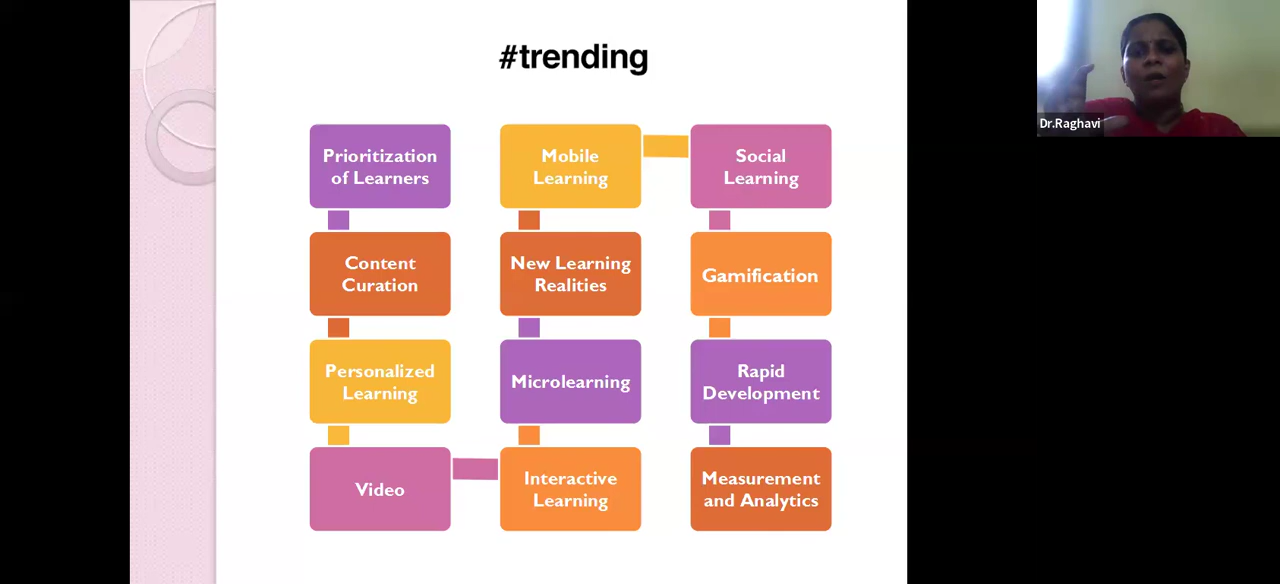 #trending
Prioritization
of Learners
Content
Curation
Personalized
Learning
Video
Interactive
Learning
Microlearning
New Learning
Realities
Mobile
Learning
Social
Learning
Gamification
Rapid
Development
Measurement
and Analytics
Dr.Raghavi